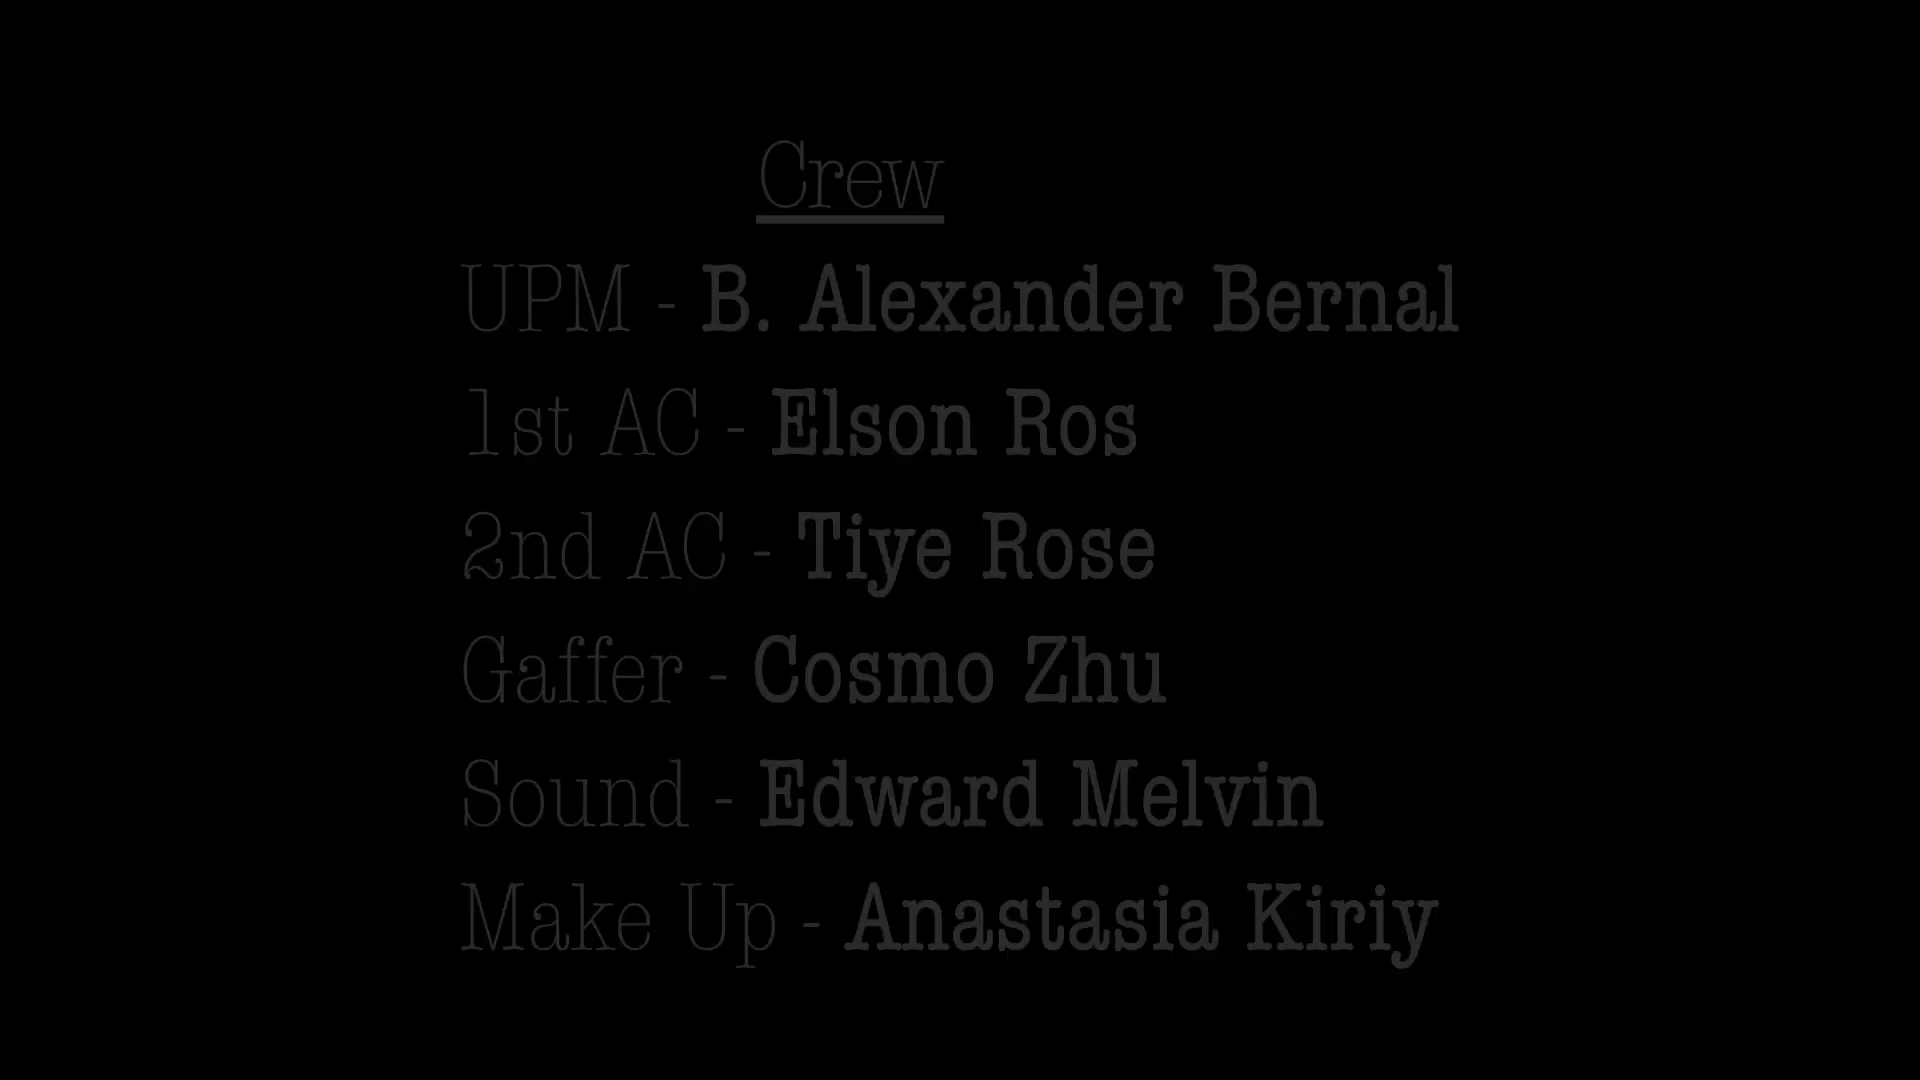 Crew
UPM - B. Alexander Bernal
1st AC - Elson Ros
2nd AC - Tiye Rose
Gaffer - Cosmo Zhu
Sound - Edward Melvin
Make Up - Anastasia Kiriy